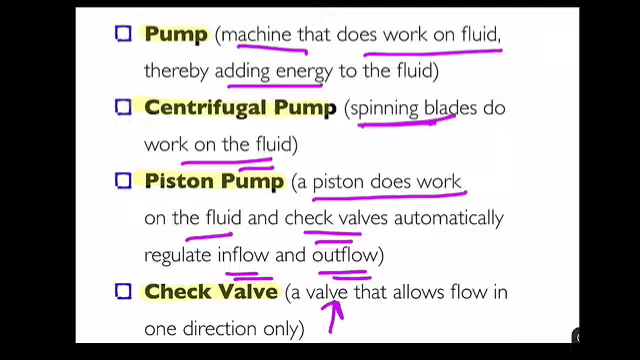 Pump (machine that does work on fluid,
thereby adding energy to the fluid)
Centrifugal Pump (spinning blades do
work on the fluid)
Piston Pump (a piston does work
on the fluid and check valves automatically
regulate inflow and outflow)
Check Valve (a valve that allows flow in
one direction only)